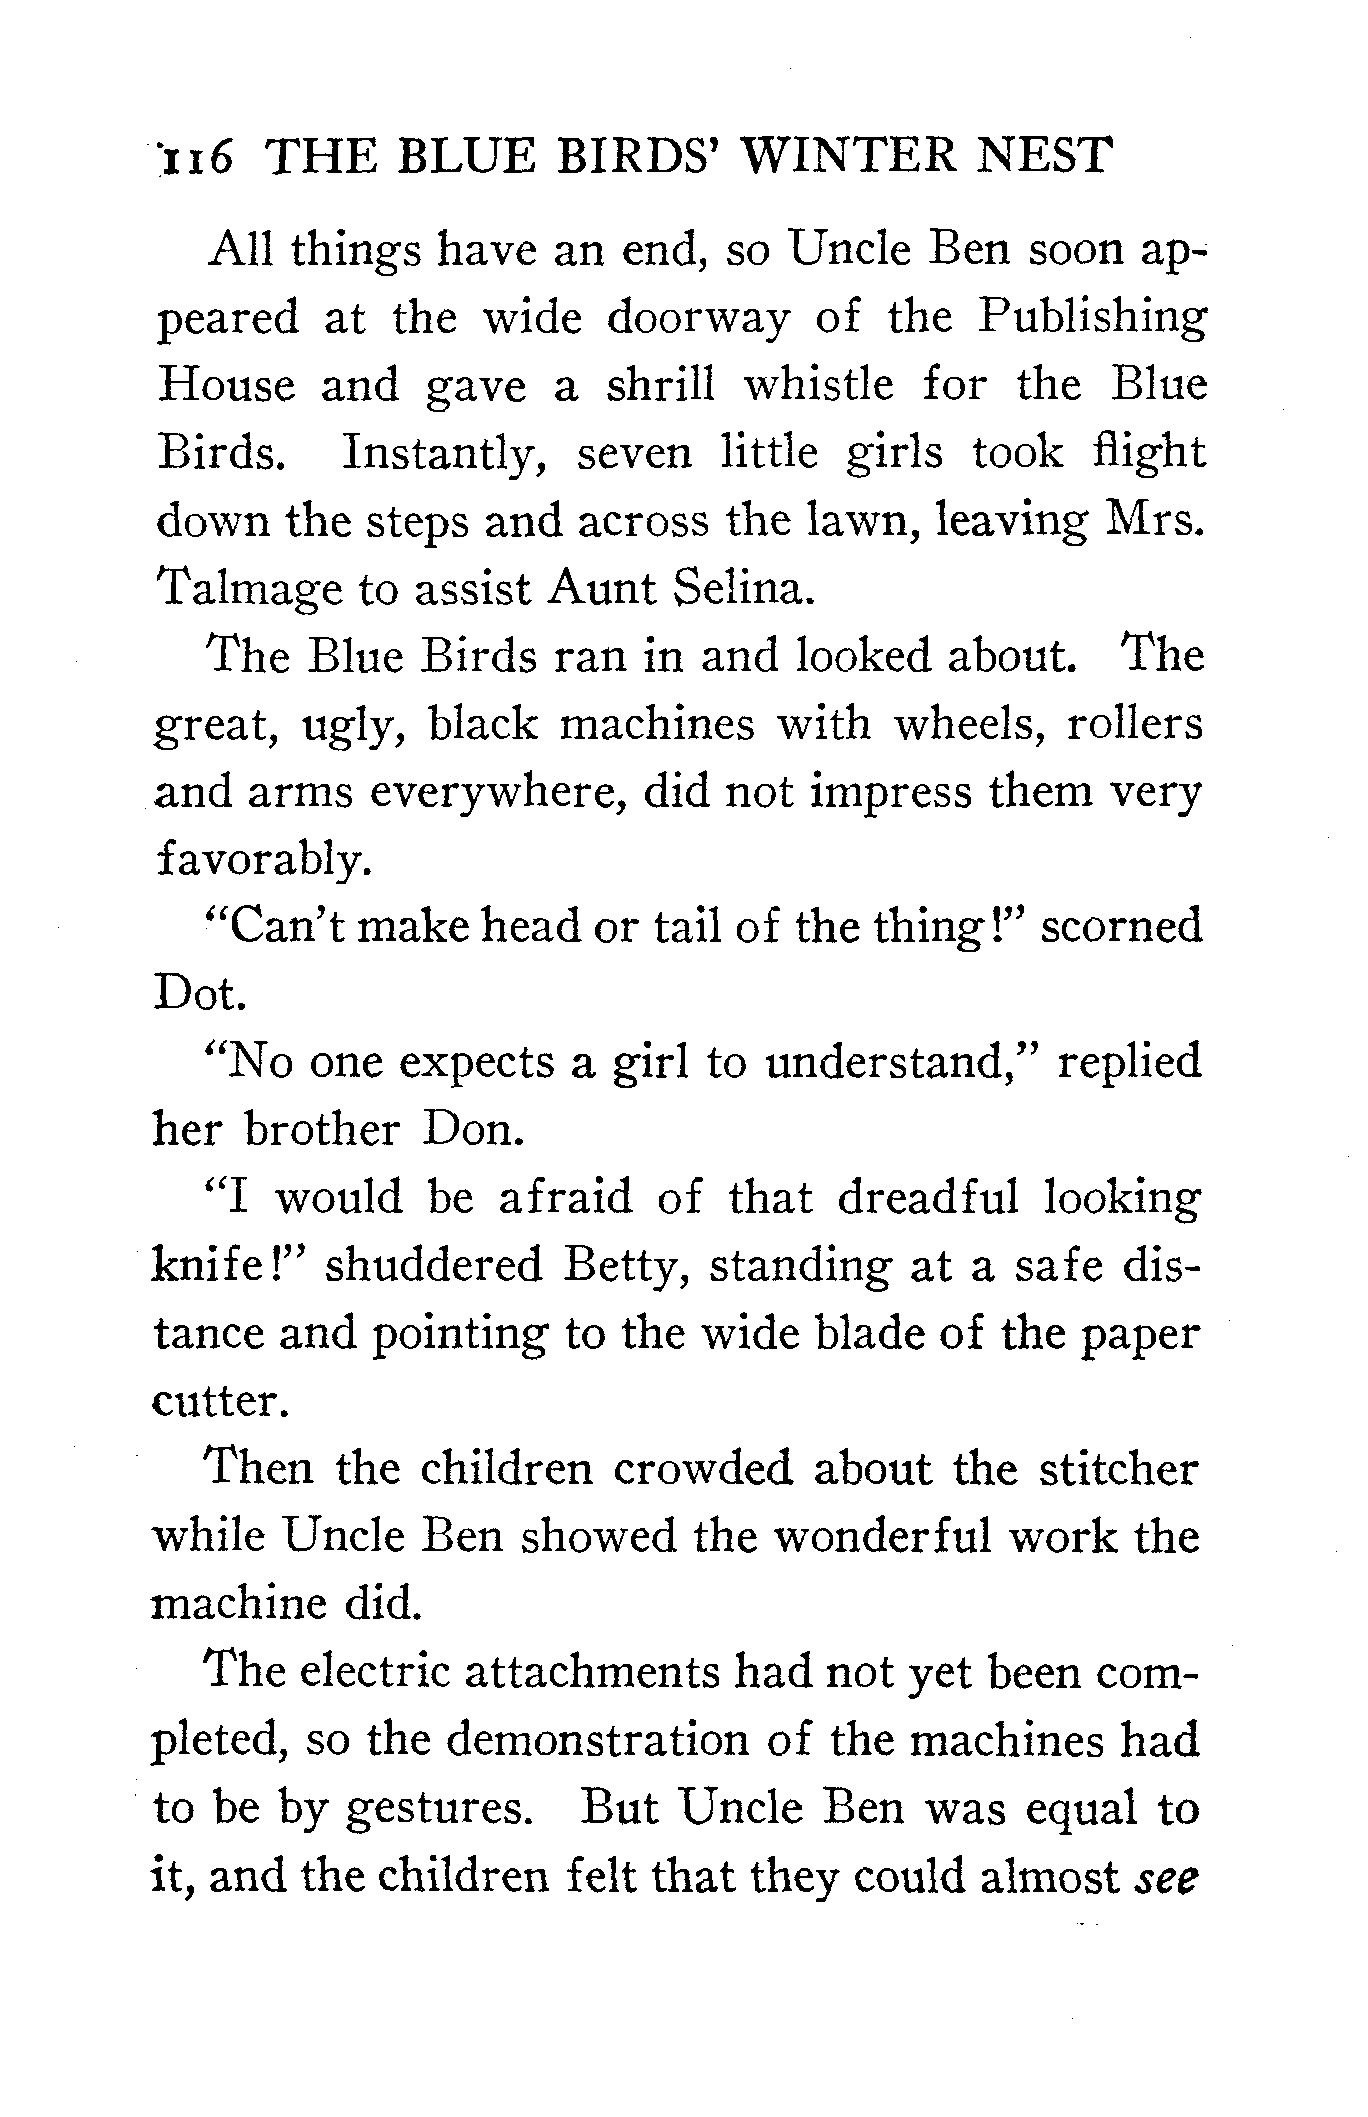 116 THE BLUE BIRDS' WINTER NEST
All things have an end, so Uncle Ben soon ap-
peared at the wide doorway of the Publishing
House and gave a shrill whistle for the Blue
Birds. Instantly, seven little girls took flight
down the steps and across the lawn, leaving Mrs.
Talmage to assist Aunt Selina.
The Blue Birds ran in and looked about. The
great, ugly, black machines with wheels, rollers
and arms everywhere, did not impress them very
favorably.
"Can't make head or tail of the thing!" scorned
Dot.
"No one expects a girl to understand," replied
her brother Don.
"I would be afraid of that dreadful looking
knife!" shuddered Betty, standing at a safe dis-
tance and pointing to the wide blade of the paper
cutter.
Then the children crowded about the stitcher
while Uncle Ben showed the wonderful work the
machine did.
The electric attachments had not yet been com-
pleted, so the demonstration of the machines had
to be by gestures. But Uncle Ben was equal to
it, and the children felt that they could almost see